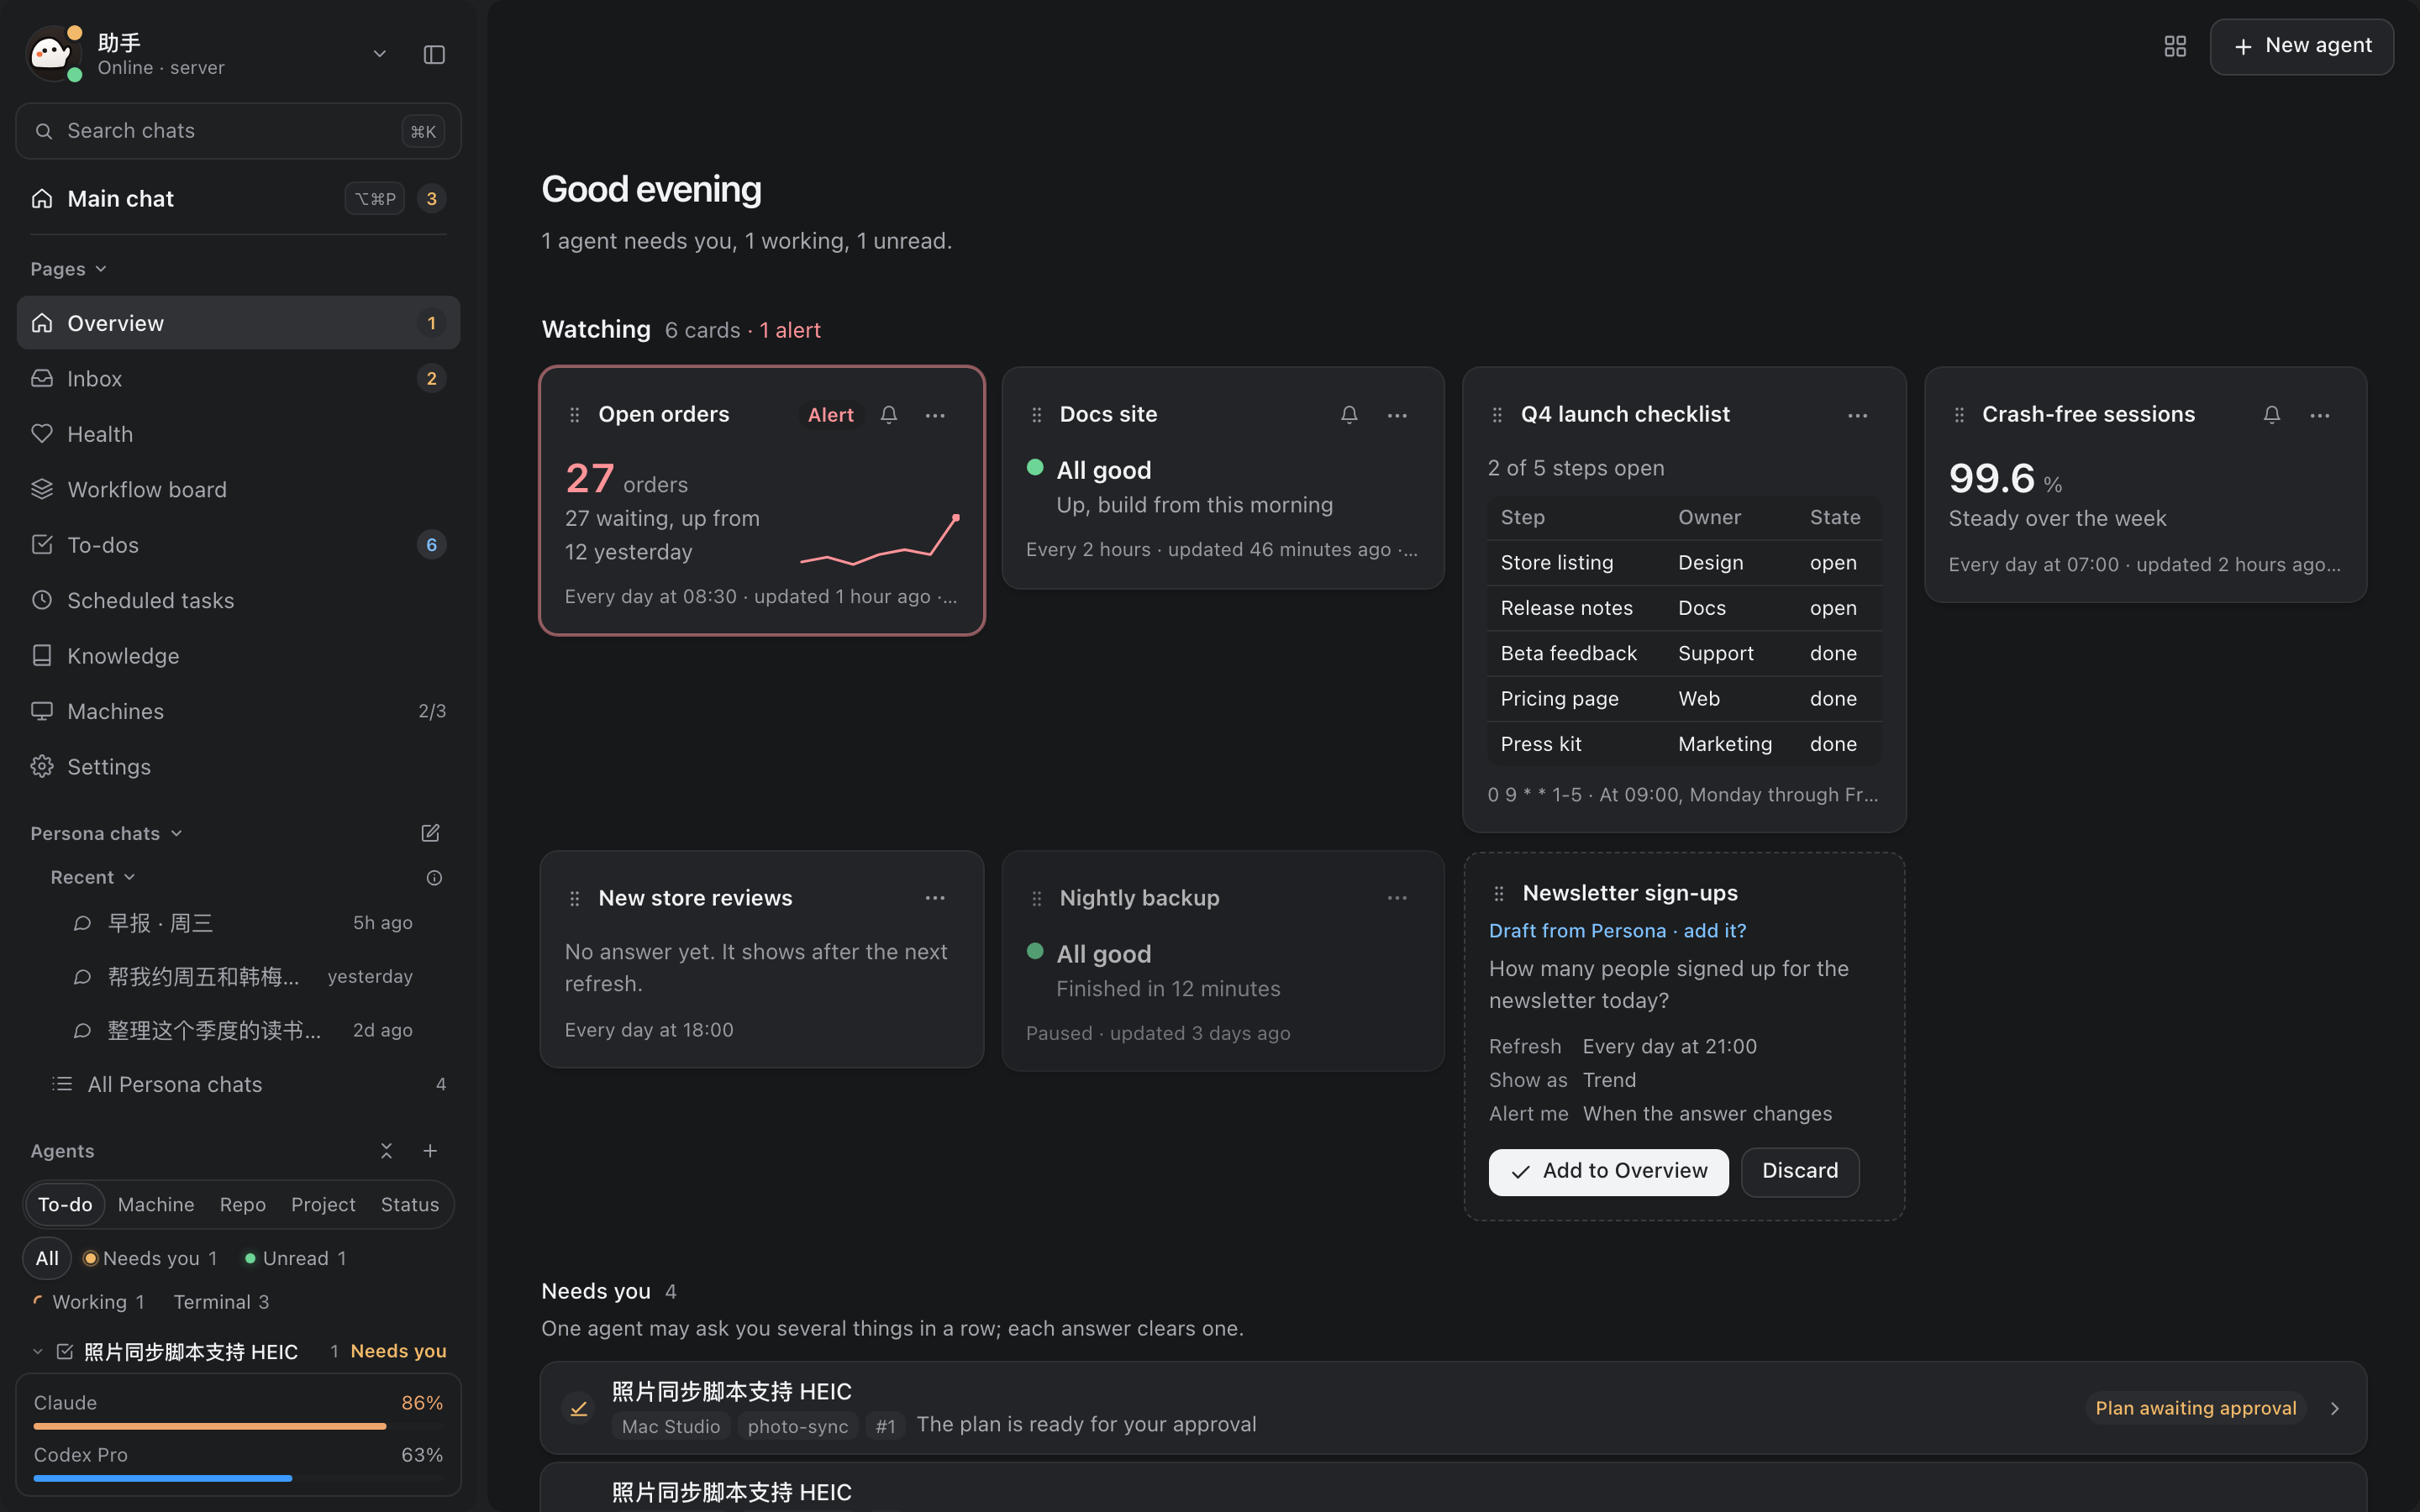 助手
Online · server
Search chats ⌘K
Main chat ⌥⌘P 3
Pages
Overview 1
Inbox 2
Health
Workflow board
To-dos 6
Scheduled tasks
Knowledge
Machines 2/3
Settings
Persona chats
Recent
早报 · 周三 5h ago
帮我约周五和韩梅... yesterday
整理这个季度的读书... 2d ago
All Persona chats 4
Agents
To-do Machine Repo Project Status
All Needs you 1 Unread 1
Working 1 Terminal 3
照片同步脚本支持 HEIC 1 Needs you
Claude 86%
Codex Pro 63%
New agent
Good evening
1 agent needs you, 1 working, 1 unread.
Watching 6 cards · 1 alert
Open orders Alert
27 orders
27 waiting, up from
12 yesterday
Every day at 08:30 · updated 1 hour ago ·...
Docs site
All good
Up, build from this morning
Every 2 hours · updated 46 minutes ago ·...
Q4 launch checklist
2 of 5 steps open
Step Owner State
Store listing Design open
Release notes Docs open
Beta feedback Support done
Pricing page Web done
Press kit Marketing done
0 9 * * 1-5 · At 09:00, Monday through Fr...
Crash-free sessions
99.6 %
Steady over the week
Every day at 07:00 · updated 2 hours ago...
New store reviews
No answer yet. It shows after the next
refresh.
Every day at 18:00
Nightly backup
All good
Finished in 12 minutes
Paused · updated 3 days ago
Newsletter sign-ups
Draft from Persona · add it?
How many people signed up for the
newsletter today?
Refresh Every day at 21:00
Show as Trend
Alert me When the answer changes
Add to Overview Discard
Needs you 4
One agent may ask you several things in a row; each answer clears one.
照片同步脚本支持 HEIC
Mac Studio photo-sync #1 The plan is ready for your approval
Plan awaiting approval
照片同步脚本支持 HEIC